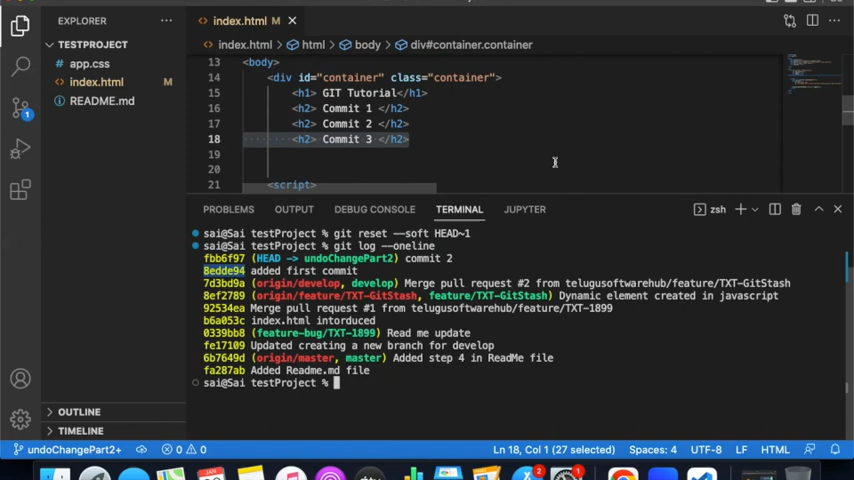 EXPLORER
TESTPROJECT
app.css
index.html M
README.md
OUTLINE
TIMELINE
1
index.html M
index.html > html > body > div#container.container
13 <body>
14 <div id="container" class="container">
15 <h1> GIT Tutorial</h1>
16 <h2> Commit 1 </h2>
17 <h2> Commit 2 </h2>
18 <h2> Commit 3 </h2>
19
20
21 <script>
PROBLEMS OUTPUT DEBUG CONSOLE TERMINAL JUPYTER zsh
sai@Sai testProject % git reset --soft HEAD~1
sai@Sai testProject % git log --oneline
fbb6f97 (HEAD -> undoChangePart2) commit 2
8edde94 added first commit
7d3bd9a (origin/develop, develop) Merge pull request #2 from telugusoftwarehub/feature/TXT-GitStash
8ef2789 (origin/feature/TXT-GitStash, feature/TXT-GitStash) Dynamic element created in javascript
92534ea Merge pull request #1 from telugusoftwarehub/feature/TXT-1899
b6a053c index.html intorduced
0339bb8 (feature-bug/TXT-1899) Read me update
fe17109 Updated creating a new branch for develop
6b7649d (origin/master, master) Added step 4 in ReadMe file
fa287ab Added Readme.md file
sai@Sai testProject %
undoChangePart2+ 0 0 Ln 18, Col 1 (27 selected) Spaces: 4 UTF-8 LF HTML
JAN 2 1